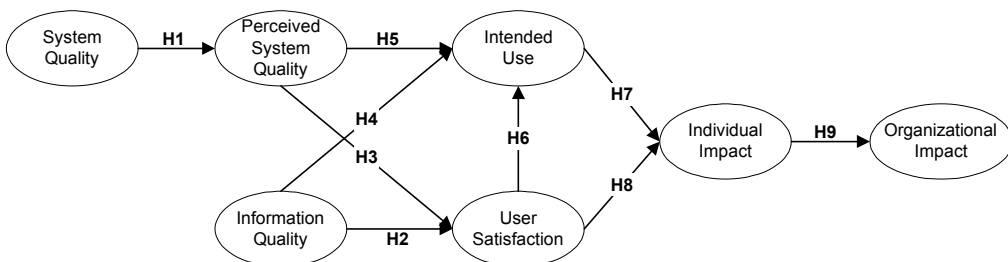 System
Quality
H1
Perceived
System
Quality
H5
Intended
Use
H4
H3
H6
H7
Individual
Impact
H9
Organizational
Impact
Information
Quality
H2
User
Satisfaction
H8